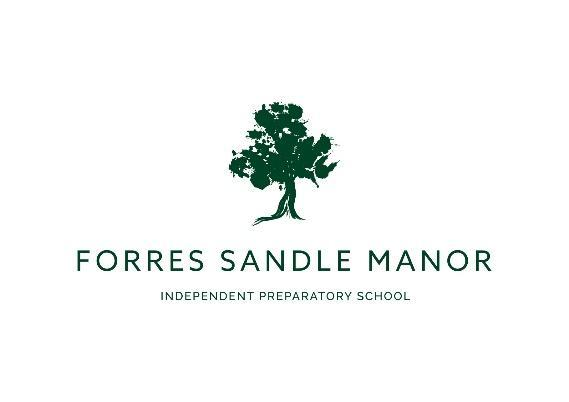 FORRES SANDLE MANOR
INDEPENDENT PREPARATORY SCHOOL